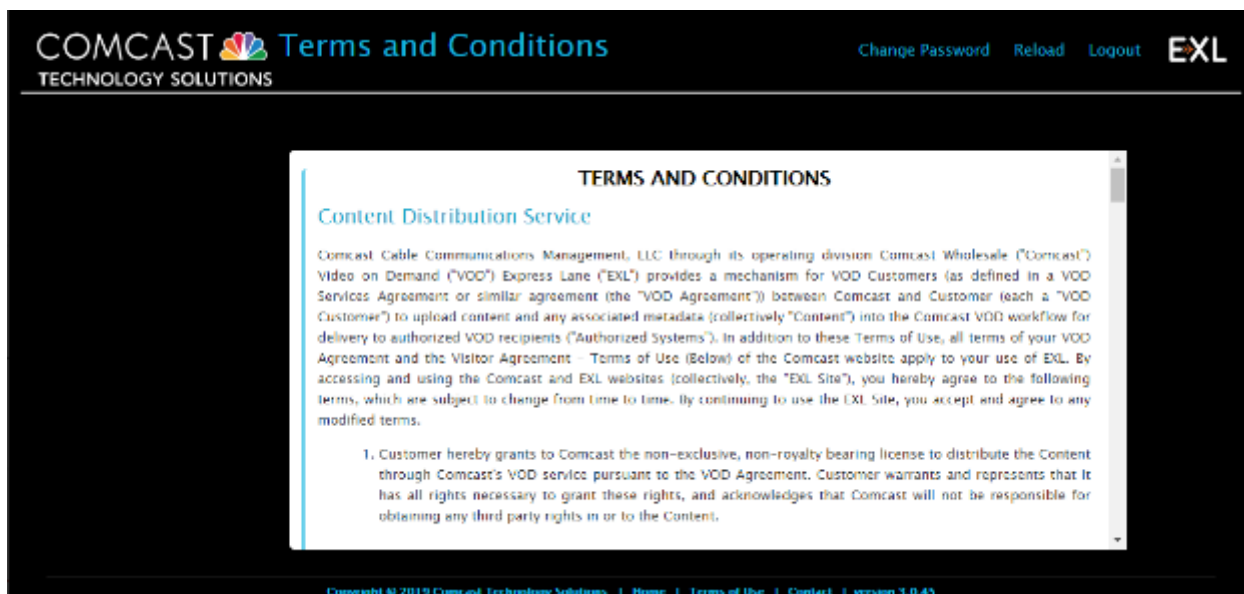 COMCAST Terms and Conditions Change Password Reload Logout EXL
TECHNOLOGY SOLUTIONS
TERMS AND CONDITIONS
Content Distribution Service
Comcast Cable Communications Management, LLC through its operating division Comcast Wholesale ("Comcast")
Video on Demand ("VOD") Express Lane ("EXL") provides a mechanism for VOD Customers (as defined in a VOD
Services Agreement or similar agreement (the "VOD Agreement")) between Comcast and Customer (each a "VOD
Customer") to upload content and any associated metadata (collectively "Content") into the Comcast VOD workflow for
delivery to authorized VOD recipients ("Authorized Systems"). In addition to these Terms of Use, all terms of your VOD
Agreement and the Visitor Agreement – Terms of Use (Below) of the Comcast website apply to your use of EXL. By
accessing and using the Comcast and EXL websites (collectively, the "EXL Site"), you hereby agree to the following
terms, which are subject to change from time to time. By continuing to use the EXL Site, you accept and agree to any
modified terms.
1. Customer hereby grants to Comcast the non-exclusive, non-royalty bearing license to distribute the Content
through Comcast's VOD service pursuant to the VOD Agreement. Customer warrants and represents that it
has all rights necessary to grant these rights, and acknowledges that Comcast will not be responsible for
obtaining any third party rights in or to the Content.
Copyright © 2019 Comcast Technology Solutions | Home | Terms of Use | Contact | version 3.0.45